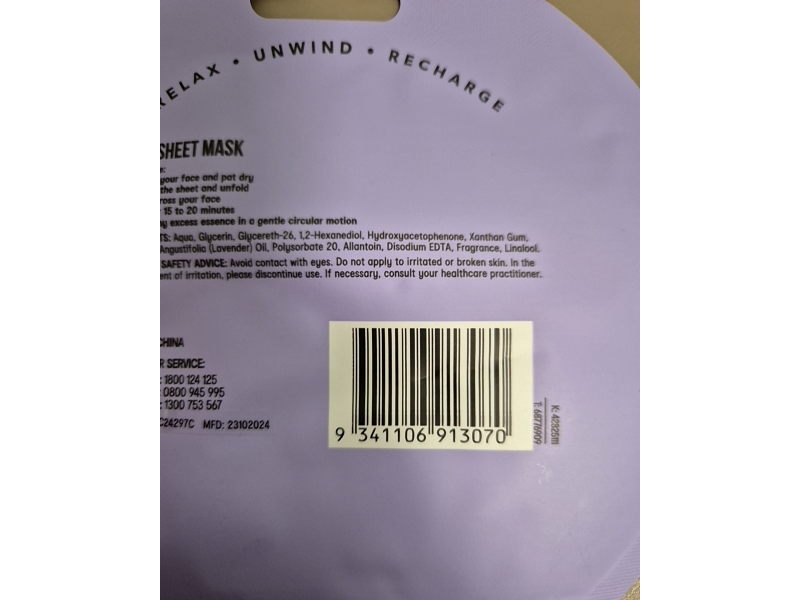 RELAX • UNWIND • RECHARGE
SHEET MASK
your face and pat dry
the sheet and unfold
ross your face
15 to 20 minutes
y excess essence in a gentle circular motion
TS: Aqua, Glycerin, Glycereth-26, 1,2-Hexanediol, Hydroxyacetophenone, Xanthan Gum,
Angustifolia (Lavender) Oil, Polysorbate 20, Allantoin, Disodium EDTA, Fragrance, Linalool.
SAFETY ADVICE: Avoid contact with eyes. Do not apply to irritated or broken skin. In the
ent of irritation, please discontinue use. If necessary, consult your healthcare practitioner.
CHINA
R SERVICE:
: 1800 124 125
: 0800 945 995
: 1300 753 567
C24297C MFD: 23102024
9 341106 913070
K: 42825111
T: 68776909